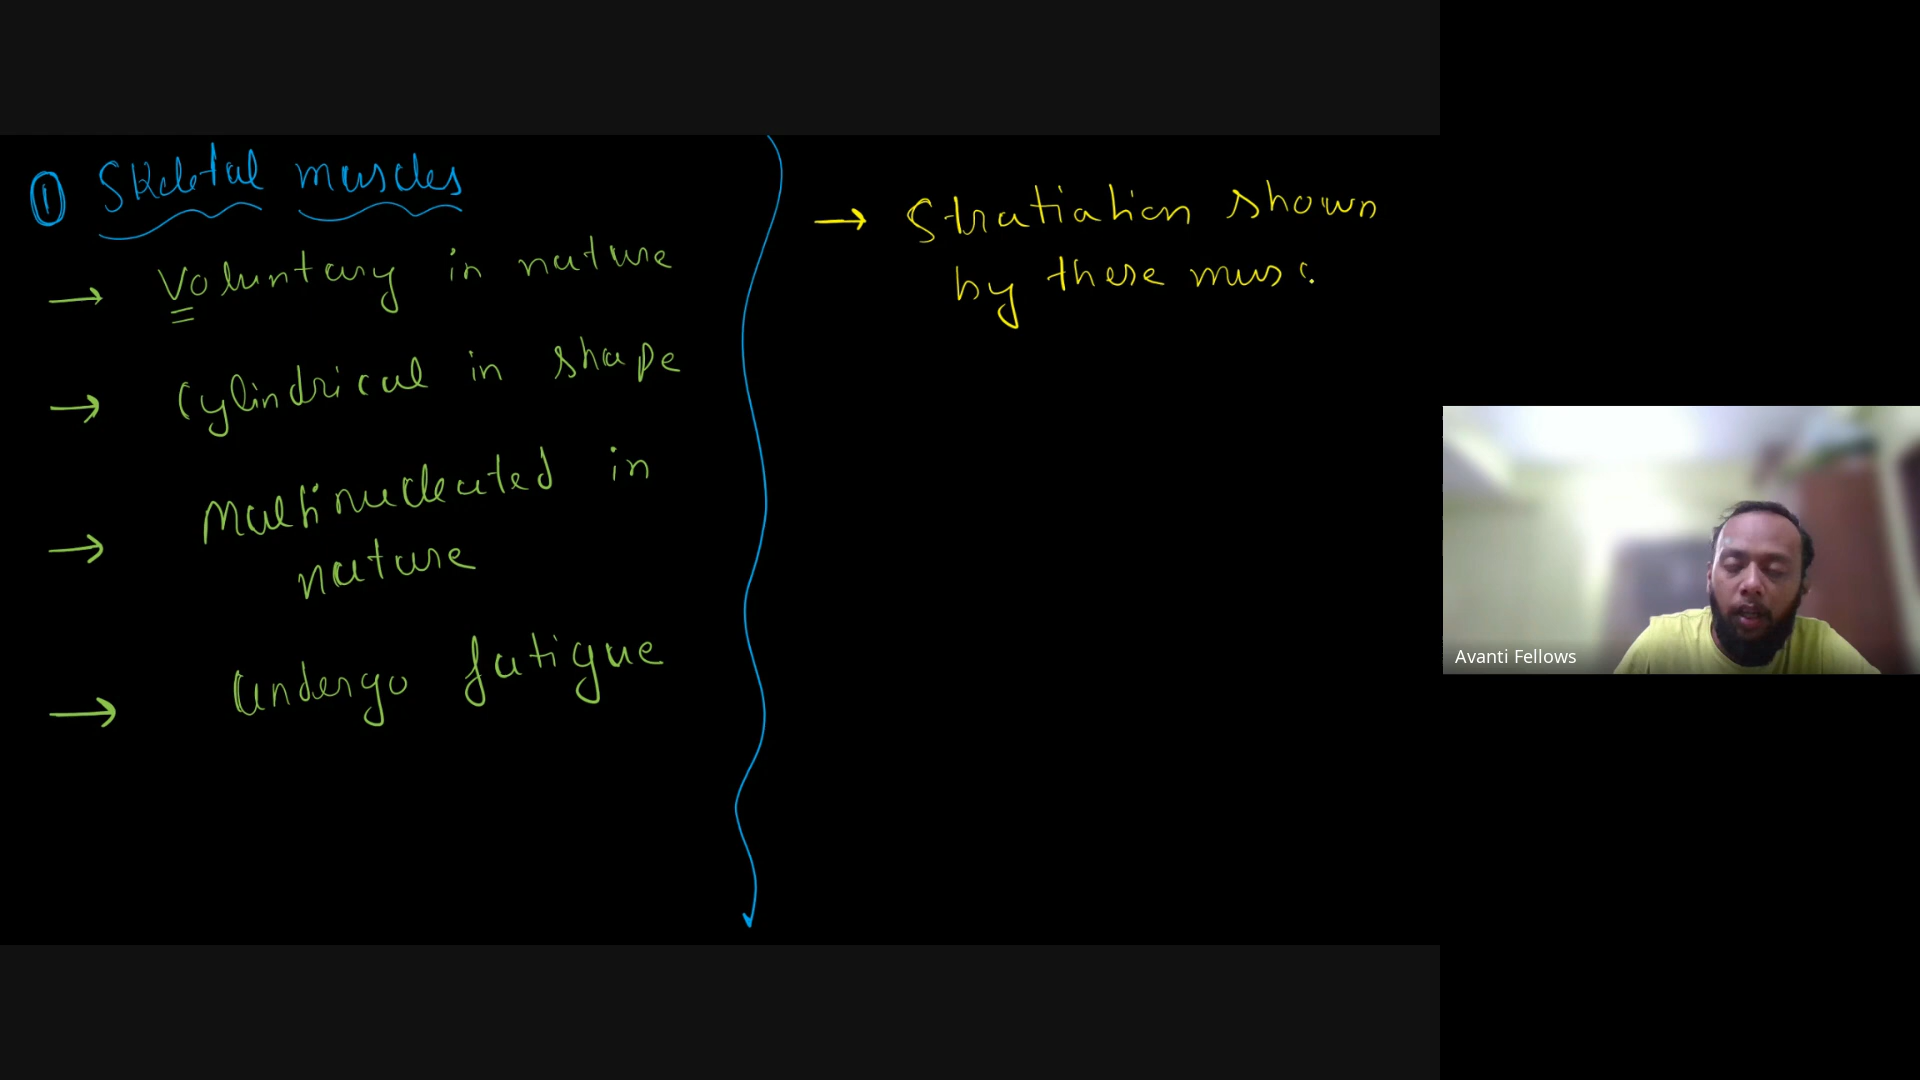 ① Skeletal muscles
→ Voluntary in nature
→ Cylindrical in shape
→ Multinucleated in
nature
→ Undergo fatigue
→ Stratiation shown
by these mus
Avanti Fellows